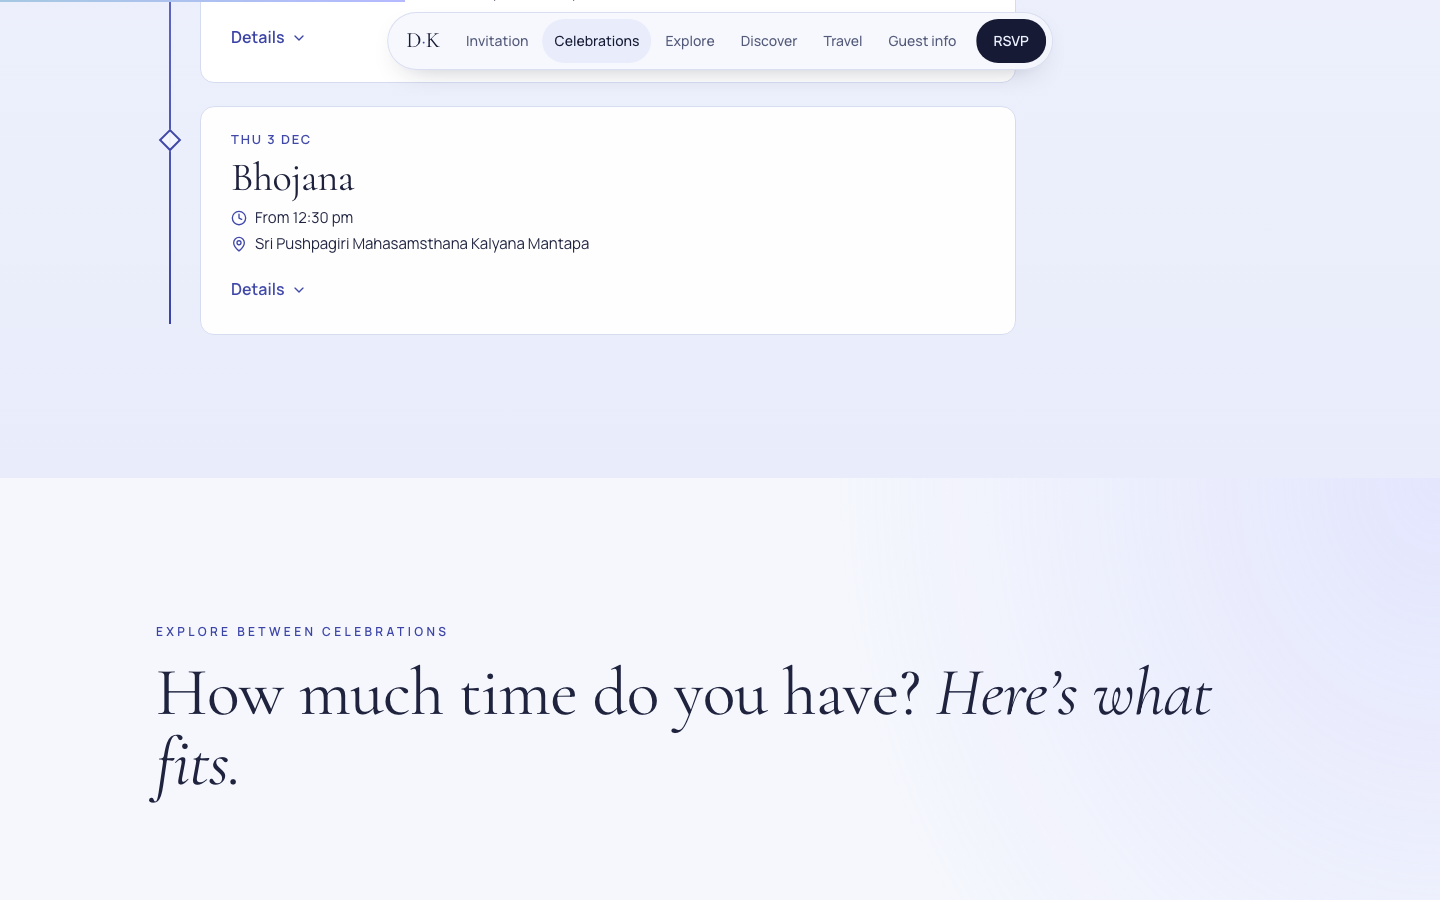 Details
D·K Invitation Celebrations Explore Discover Travel Guest info RSVP
THU 3 DEC
Bhojana
From 12:30 pm
Sri Pushpagiri Mahasamsthana Kalyana Mantapa
Details
EXPLORE BETWEEN CELEBRATIONS
How much time do you have? Here’s what
fits.